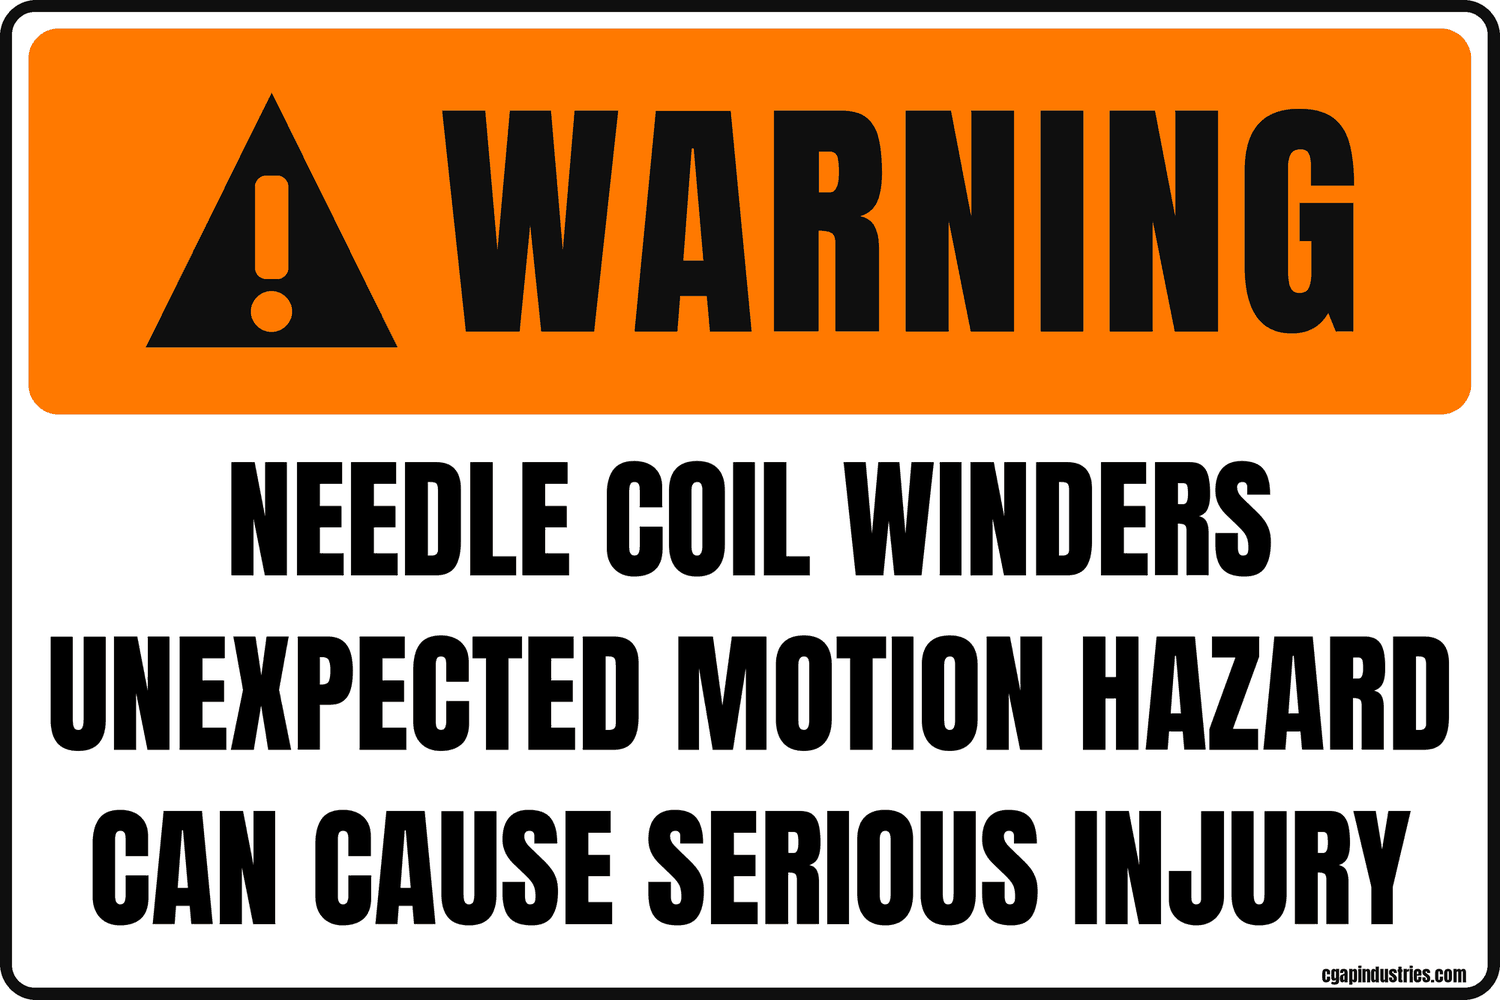 WARNING
NEEDLE COIL WINDERS
UNEXPECTED MOTION HAZARD
CAN CAUSE SERIOUS INJURY
cgapindustries.com